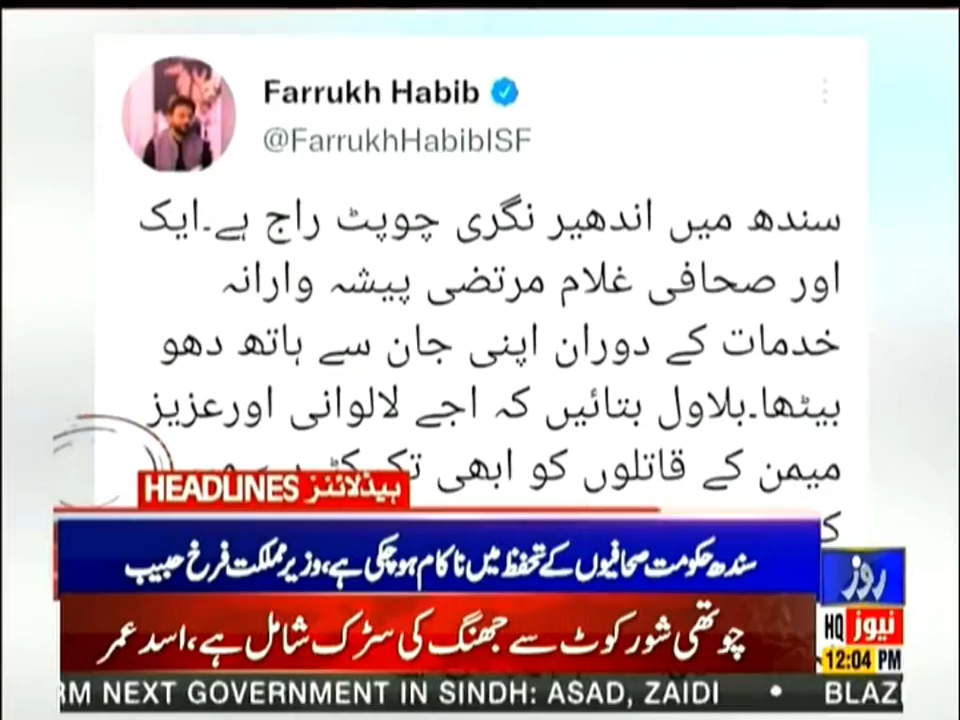 Farrukh Habib
@FarrukhHabibISF
سندھ میں اندھیر نگری چوپٹ راج ہے۔ایک
اور صحافی غلام مرتضی پیشہ وارانہ
خدمات کے دوران اپنی جان سے ہاتھ دھو
بیٹھا۔بلاول بتائیں کہ اجے لالوانی اورعزیز
میمن کے قاتلوں کو ابھی تک
HEADLINES ہیڈلائنز
سندھ حکومت صحافیوں کے تحفظ میں ناکام ہوچکی ہے،وزیرمملکت فرخ حبیب
چوتھی شور کوٹ سے جھنگ کی سڑک شامل ہے،اسد عمر
روز
HQ نیوز
12:04 PM
RM NEXT GOVERNMENT IN SINDH: ASAD, ZAIDI • BLAZ